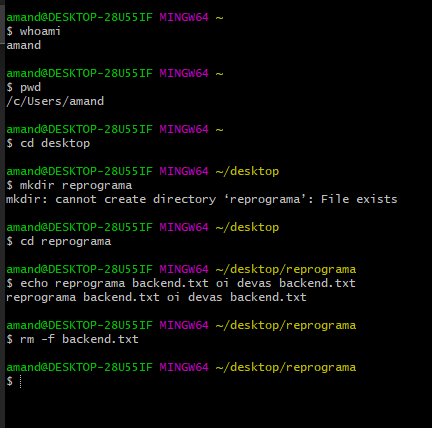 amand@DESKTOP-28U55IF MINGW64 ~
$ whoami
amand
amand@DESKTOP-28U55IF MINGW64 ~
$ pwd
/c/Users/amand
amand@DESKTOP-28U55IF MINGW64 ~
$ cd desktop
amand@DESKTOP-28U55IF MINGW64 ~/desktop
$ mkdir reprograma
mkdir: cannot create directory ‘reprograma’: File exists
amand@DESKTOP-28U55IF MINGW64 ~/desktop
$ cd reprograma
amand@DESKTOP-28U55IF MINGW64 ~/desktop/reprograma
$ echo reprograma backend.txt oi devas backend.txt
reprograma backend.txt oi devas backend.txt
amand@DESKTOP-28U55IF MINGW64 ~/desktop/reprograma
$ rm -f backend.txt
amand@DESKTOP-28U55IF MINGW64 ~/desktop/reprograma
$